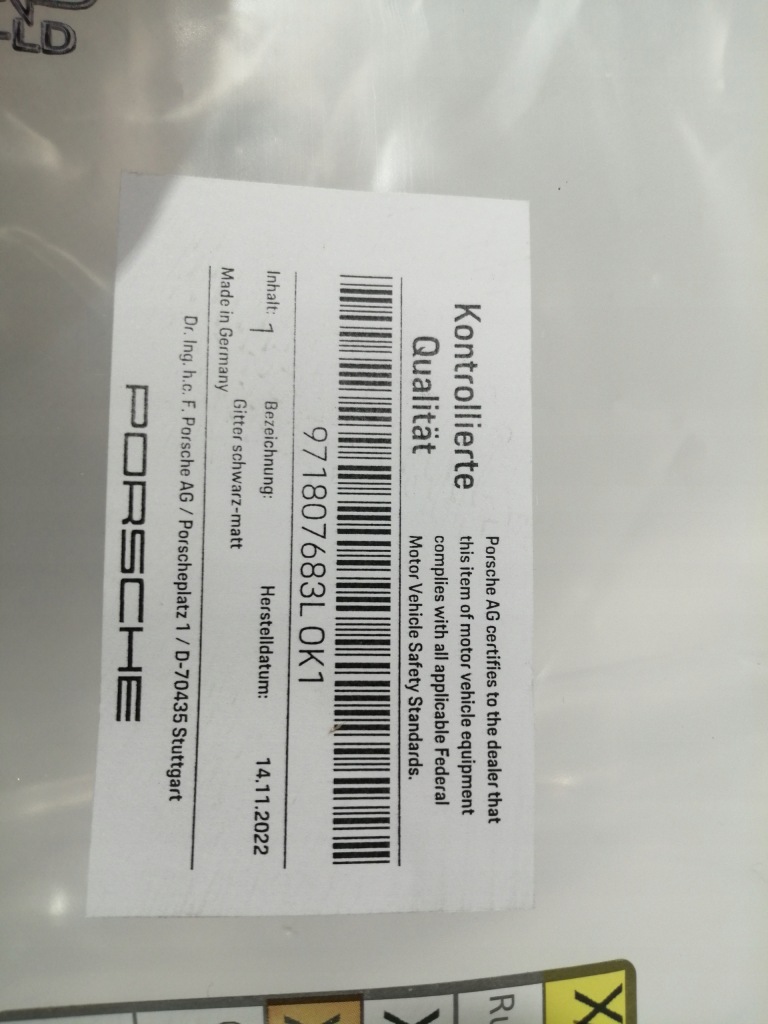 Kontrollierte
Qualität
Porsche AG certifies to the dealer that
this item of motor vehicle equipment
complies with all applicable Federal
Motor Vehicle Safety Standards.
971807683L 0K1
Inhalt: 1 Bezeichnung: Herstelldatum: 14.11.2022
Gitter schwarz-matt
Made in Germany
Dr. Ing. h.c. F. Porsche AG / Porscheplatz 1 / D-70435 Stuttgart
PORSCHE